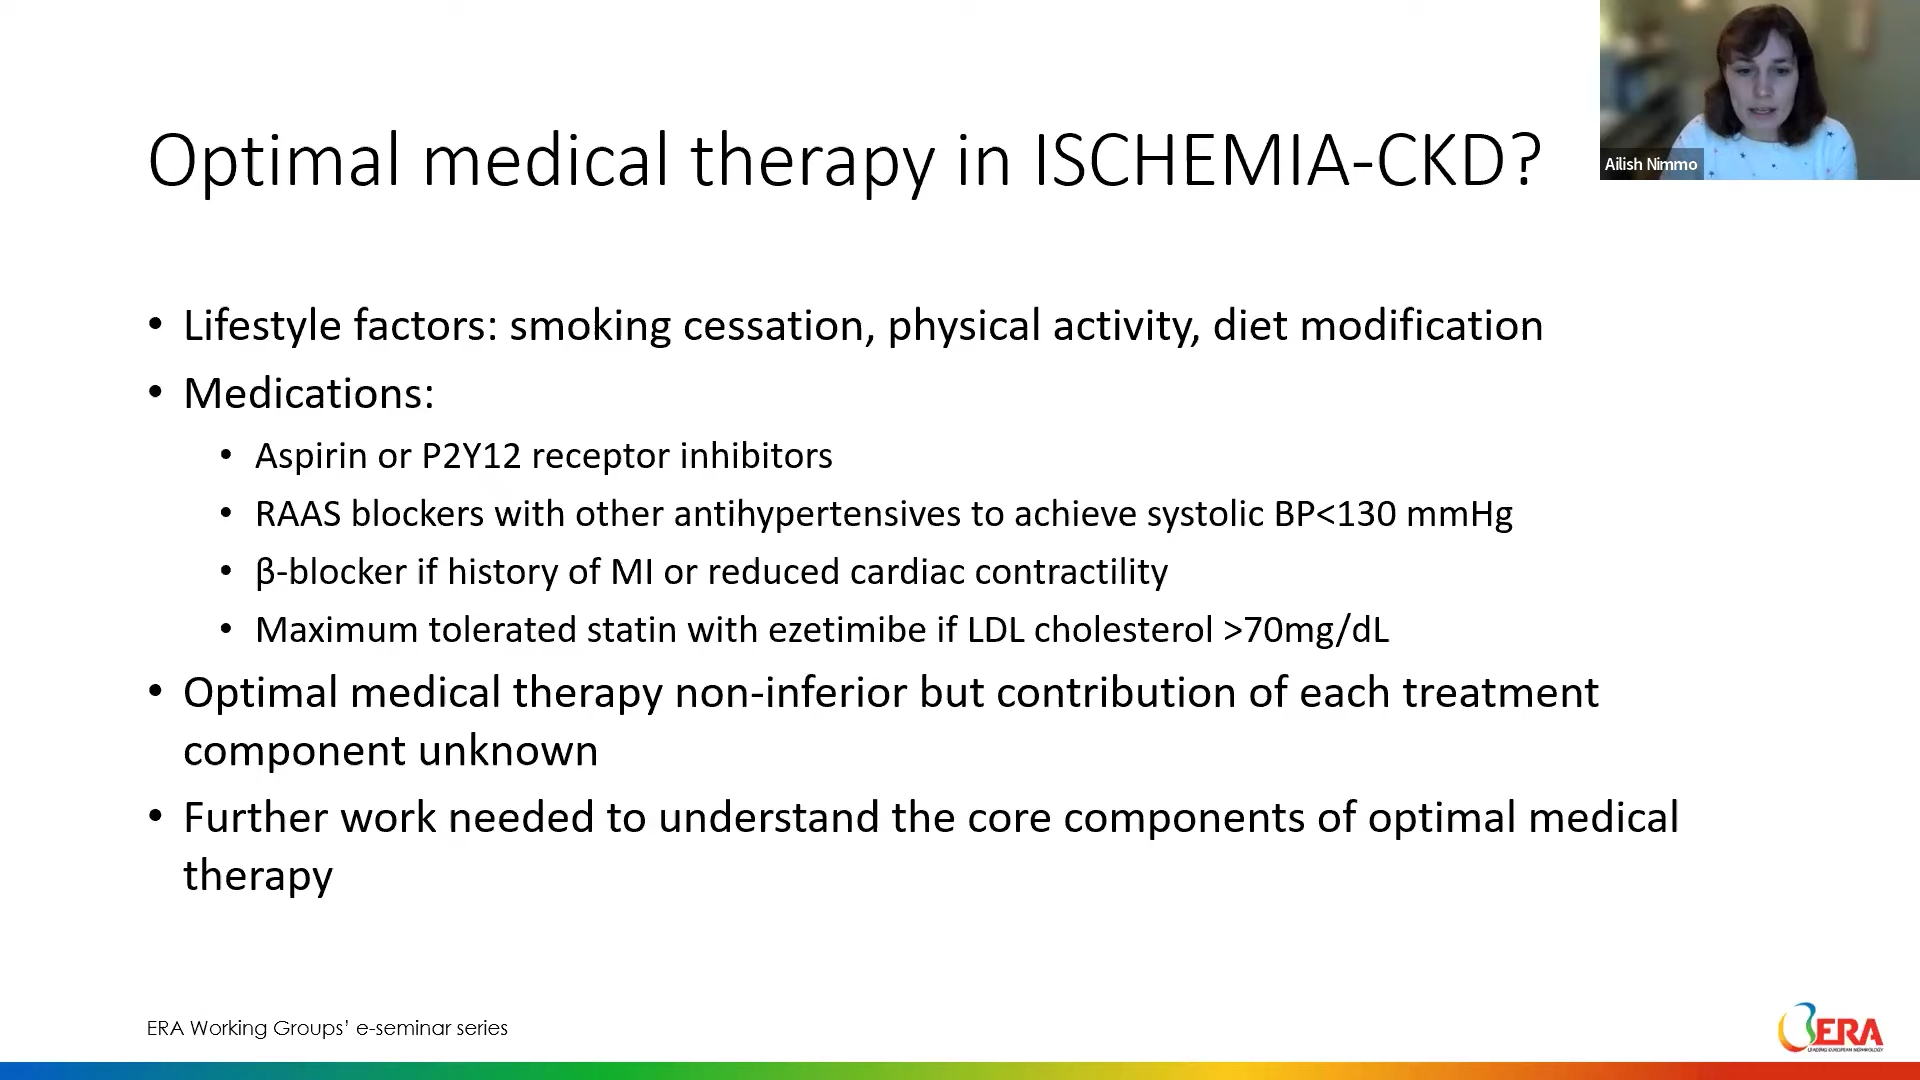 Optimal medical therapy in ISCHEMIA-CKD?
Ailish Nimmo
• Lifestyle factors: smoking cessation, physical activity, diet modification
• Medications:
• Aspirin or P2Y12 receptor inhibitors
• RAAS blockers with other antihypertensives to achieve systolic BP<130 mmHg
• β-blocker if history of MI or reduced cardiac contractility
• Maximum tolerated statin with ezetimibe if LDL cholesterol >70mg/dL
• Optimal medical therapy non-inferior but contribution of each treatment
component unknown
• Further work needed to understand the core components of optimal medical
therapy
ERA Working Groups’ e-seminar series
ERA
LEADING EUROPEAN NEPHROLOGY